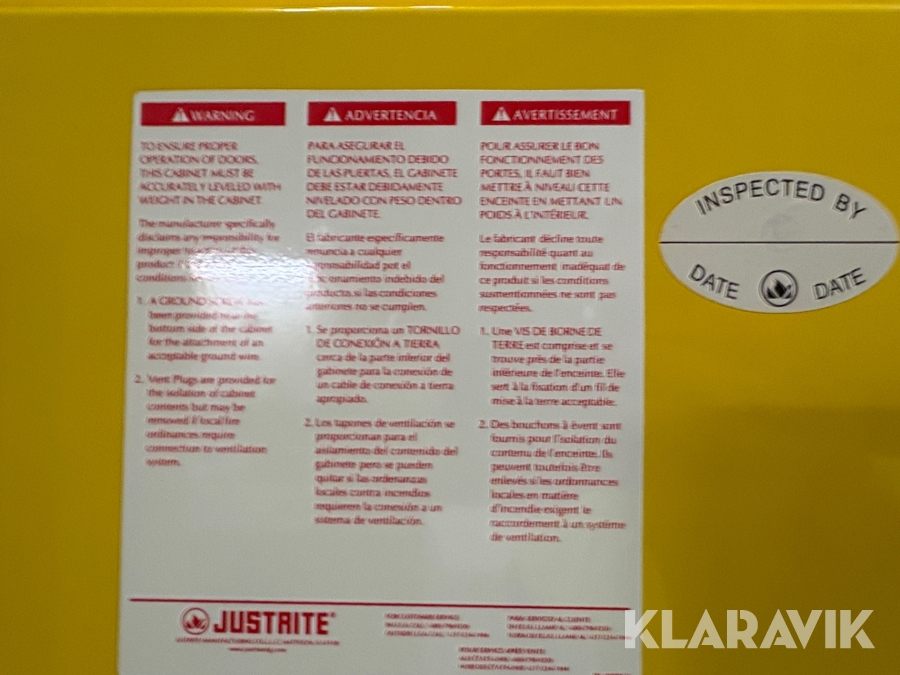 WARNING
TO ENSURE PROPER
OPERATION OF DOORS,
THIS CABINET MUST BE
ACCURATELY LEVELED WITH
WEIGHT IN THE CABINET.
The manufacturer specifically
disclaims any responsibility for
improper
product
conditions
1. A GROUND SCREW has
been provided near the
bottom side of the cabinet
for the attachment of an
acceptable ground wire.
2. Vent Plugs are provided for
the isolation of cabinet
contents but may be
removed if local fire
ordinances require
connection to ventilation
system.
ADVERTENCIA
PARA ASEGURAR EL
FUNCIONAMIENTO DEBIDO
DE LAS PUERTAS, EL GABINETE
DEBE ESTAR DEBIDAMENTE
NIVELADO CON PESO DENTRO
DEL GABINETE.
El fabricante específicamente
renuncia a cualquier
responsabilidad por el
funcionamiento indebido del
producto si las condiciones
anteriores no se cumplen.
1. Se proporciona un TORNILLO
DE CONEXIÓN A TIERRA
cerca de la parte inferior del
gabinete para la conexión de
un cable de conexión a tierra
apropiado.
2. Los tapones de ventilación se
proporcionan para el
aislamiento del contenido del
gabinete pero se pueden
quitar si las ordenanzas
locales contra incendios
requieren la conexión a un
sistema de ventilación.
AVERTISSEMENT
POUR ASSURER LE BON
FONCTIONNEMENT DES
PORTES, IL FAUT BIEN
METTRE À NIVEAU CETTE
ENCEINTE EN METTANT UN
POIDS À L'INTÉRIEUR.
Le fabricant décline toute
responsabilité quant au
fonctionnement inadéquat de
ce produit si les conditions
susmentionnées ne sont pas
respectées.
1. Une VIS DE BORNE DE
TERRE est comprise et se
trouve près de la partie
inférieure de l'enceinte. Elle
sert à la fixation d'un fil de
mise à la terre acceptable.
2. Des bouchons à évent sont
fournis pour l'isolation du
contenu de l'enceinte. Ils
peuvent toutefois être
enlevés si les ordonnances
locales en matière
d'incendie exigent le
raccordement à un système
de ventilation.
INSPECTED BY
DATE DATE
JUSTRITE
KLARAVIK